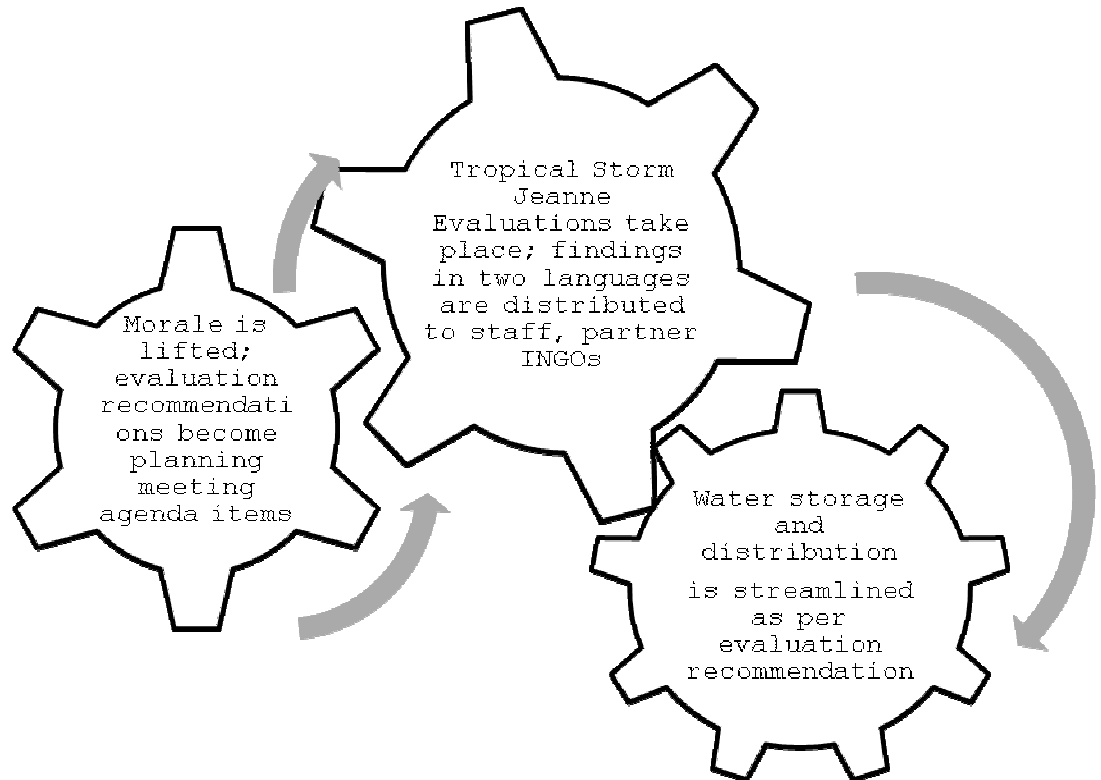 Tropical Storm
Jeanne
Evaluations take
place; findings
in two languages
are distributed
to staff, partner
INGOs
Morale is
lifted;
evaluation
recommendati
ons become
planning
meeting
agenda items
Water storage
and
distribution
is streamlined
as per
evaluation
recommendation